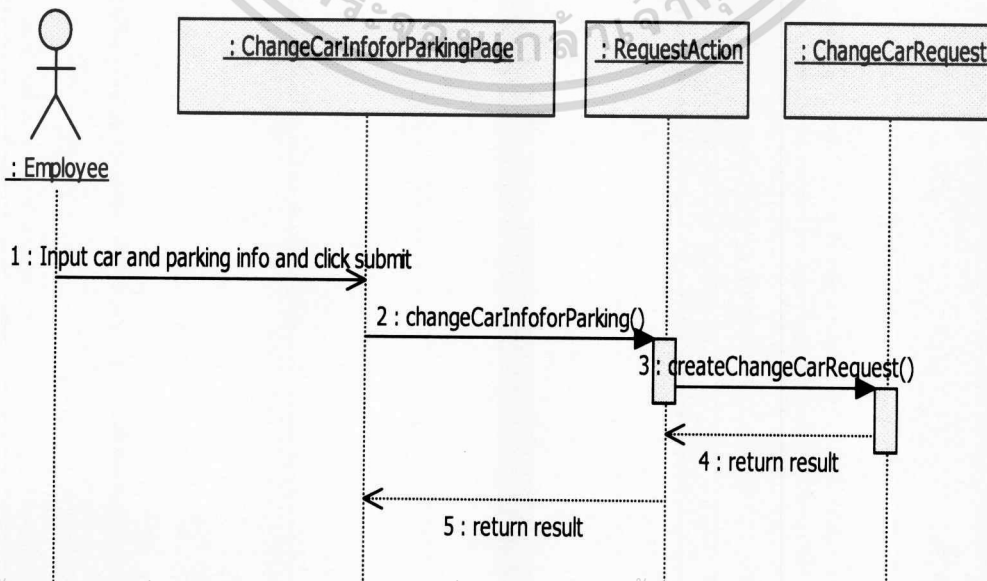 : ChangeCarInfoforParkingPage
: RequestAction
: ChangeCarRequest
: Employee
1 : Input car and parking info and click submit
2 : changeCarInfoforParking()
3 : createChangeCarRequest()
4 : return result
5 : return result